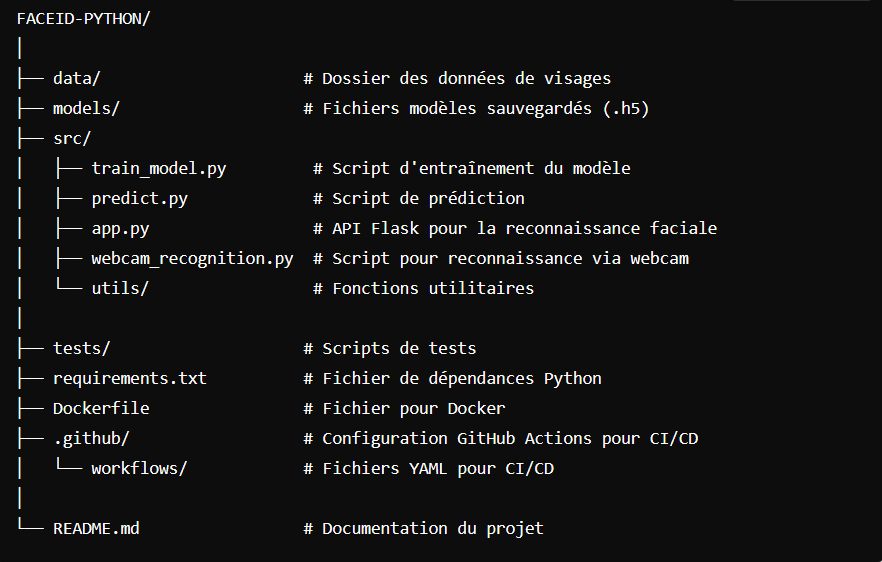 FACEID-PYTHON/
│
├── data/                     # Dossier des données de visages
├── models/                   # Fichiers modèles sauvegardés (.h5)
├── src/
│   ├── train_model.py         # Script d'entraînement du modèle
│   ├── predict.py             # Script de prédiction
│   ├── app.py                 # API Flask pour la reconnaissance faciale
│   ├── webcam_recognition.py  # Script pour reconnaissance via webcam
│   └── utils/                 # Fonctions utilitaires
│
├── tests/                    # Scripts de tests
├── requirements.txt          # Fichier de dépendances Python
├── Dockerfile                # Fichier pour Docker
├── .github/                  # Configuration GitHub Actions pour CI/CD
│   └── workflows/            # Fichiers YAML pour CI/CD
│
└── README.md                 # Documentation du projet